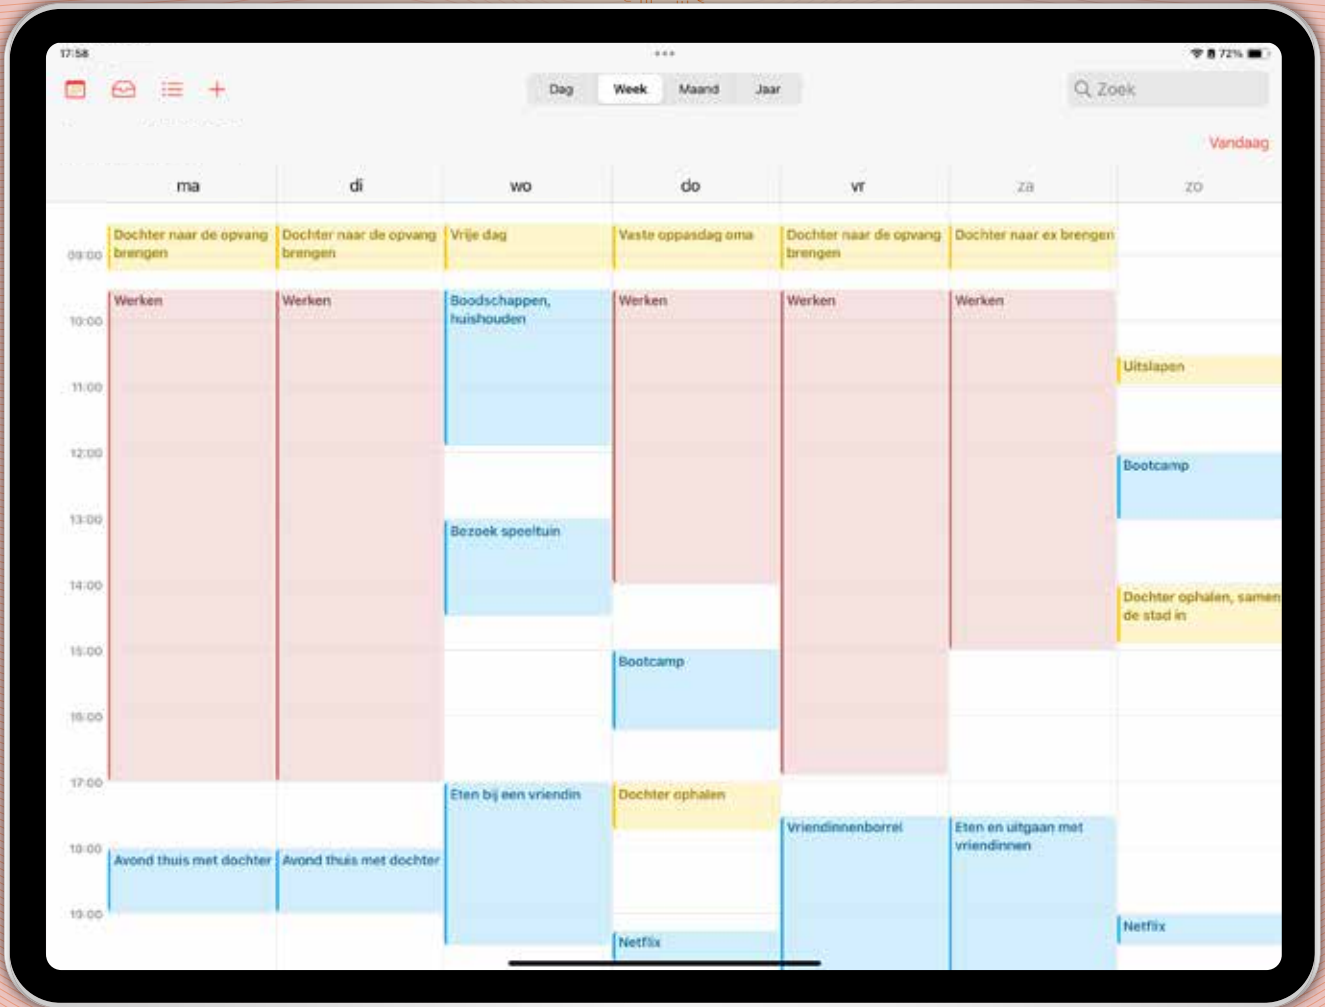 17:58
72%
Dag Week Maand Jaar
Zoek
Vandaag
ma di wo do vr za zo
Dochter naar de opvang
brengen
Dochter naar de opvang
brengen
Vrije dag
Vaste oppasdag oma
Dochter naar de opvang
brengen
Dochter naar ex brengen
09:00
Werken
Werken
Boodschappen,
huishouden
Werken
Werken
Werken
10:00
Uitslapen
11:00
12:00
Bootcamp
13:00
Bezoek speeltuin
14:00
Dochter ophalen, samen
de stad in
15:00
Bootcamp
16:00
17:00
Eten bij een vriendin
Dochter ophalen
Vriendinnenborrel
Eten en uitgaan met
vriendinnen
18:00
Avond thuis met dochter
Avond thuis met dochter
19:00
Netflix
Netflix